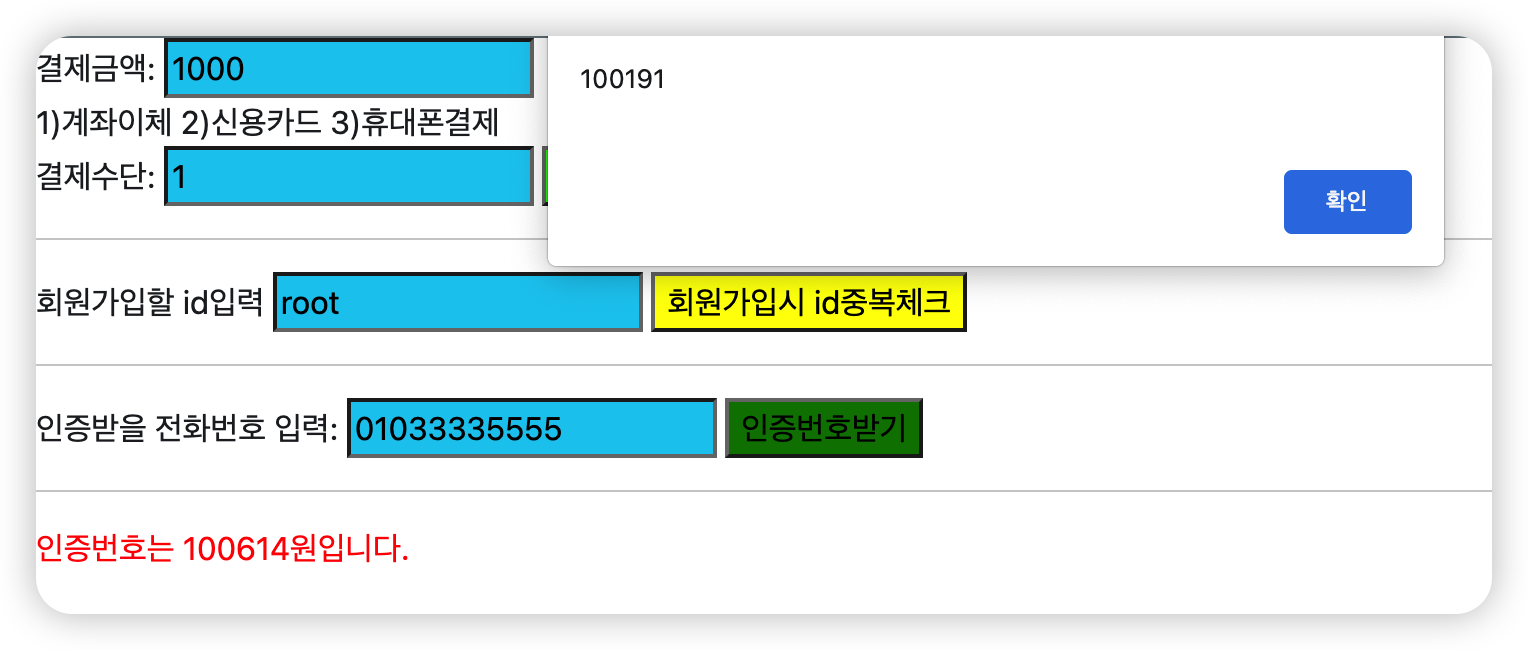 결제금액: 1000
100191
확인
1)계좌이체 2)신용카드 3)휴대폰결제
결제수단: 1
회원가입할 id입력 root 회원가입시 id중복체크
인증받을 전화번호 입력: 01033335555 인증번호받기
인증번호는 100614원입니다.